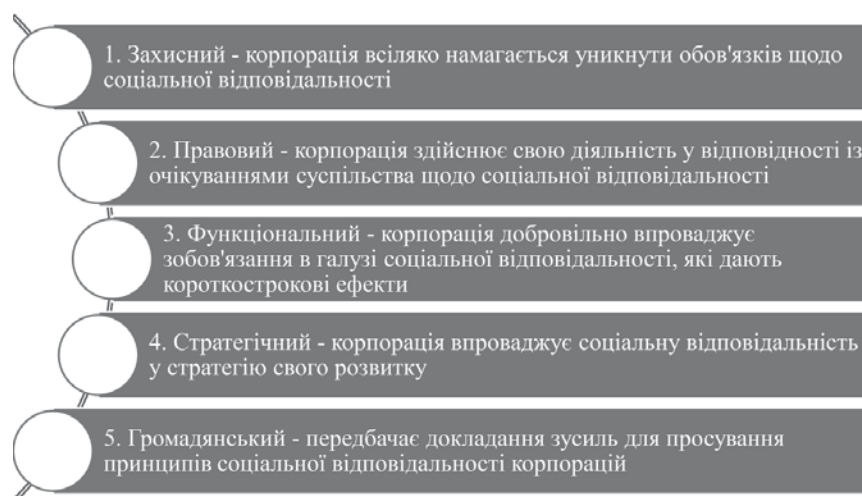 1. Захисний - корпорація всіляко намагається уникнути обов'язків щодо
соціальної відповідальності
2. Правовий - корпорація здійснює свою діяльність у відповідності із
очікуваннями суспільства щодо соціальної відповідальності
3. Функціональний - корпорація добровільно впроваджує
зобов'язання в галузі соціальної відповідальності, які дають
короткострокові ефекти
4. Стратегічний - корпорація впроваджує соціальну відповідальність
у стратегію свого розвитку
5. Громадянський - передбачає докладання зусиль для просування
принципів соціальної відповідальності корпорацій